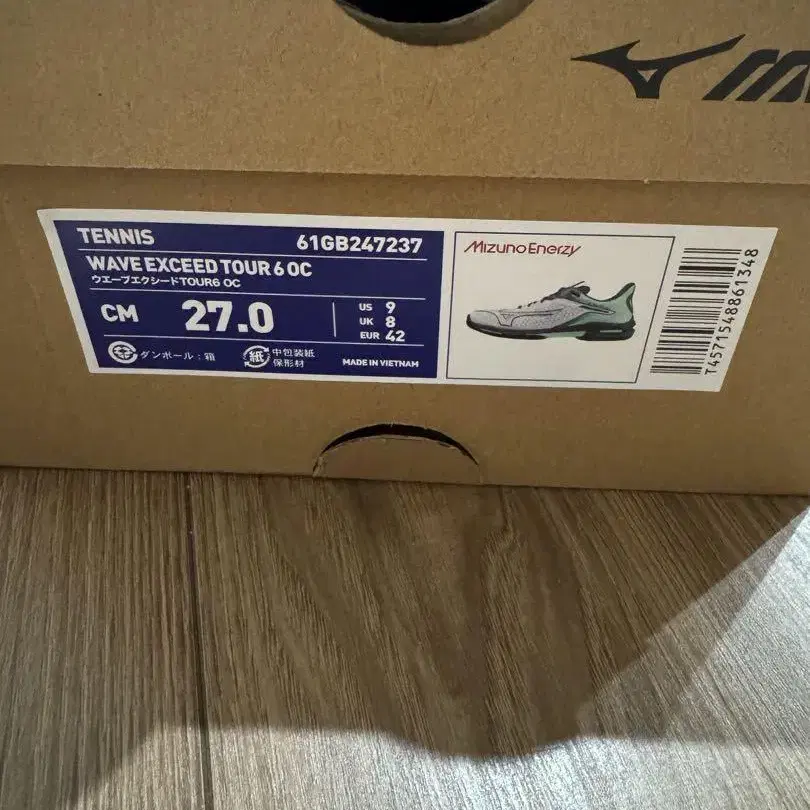 TENNIS 61GB247237
WAVE EXCEED TOUR 6 OC
ウエーブエクシードTOUR6 OC
CM 27.0
US 9
UK 8
EUR 42
ダンボール：箱
紙 中包装紙
保形材
MADE IN VIETNAM
Mizuno Enerzy
T4571548861348